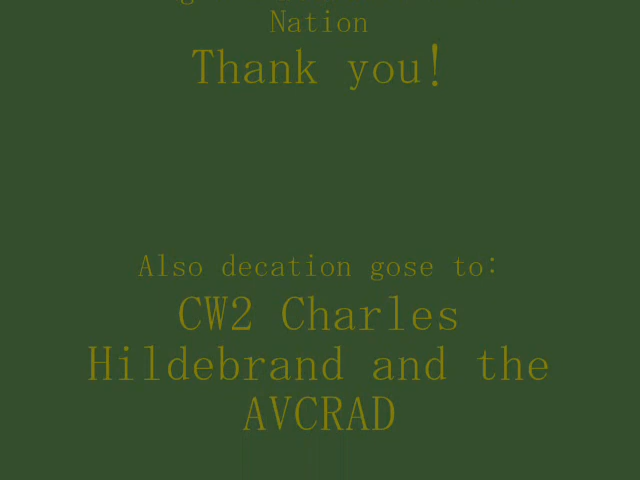 Nation
Thank you!
Also decation gose to:
CW2 Charles
Hildebrand and the
AVCRAD